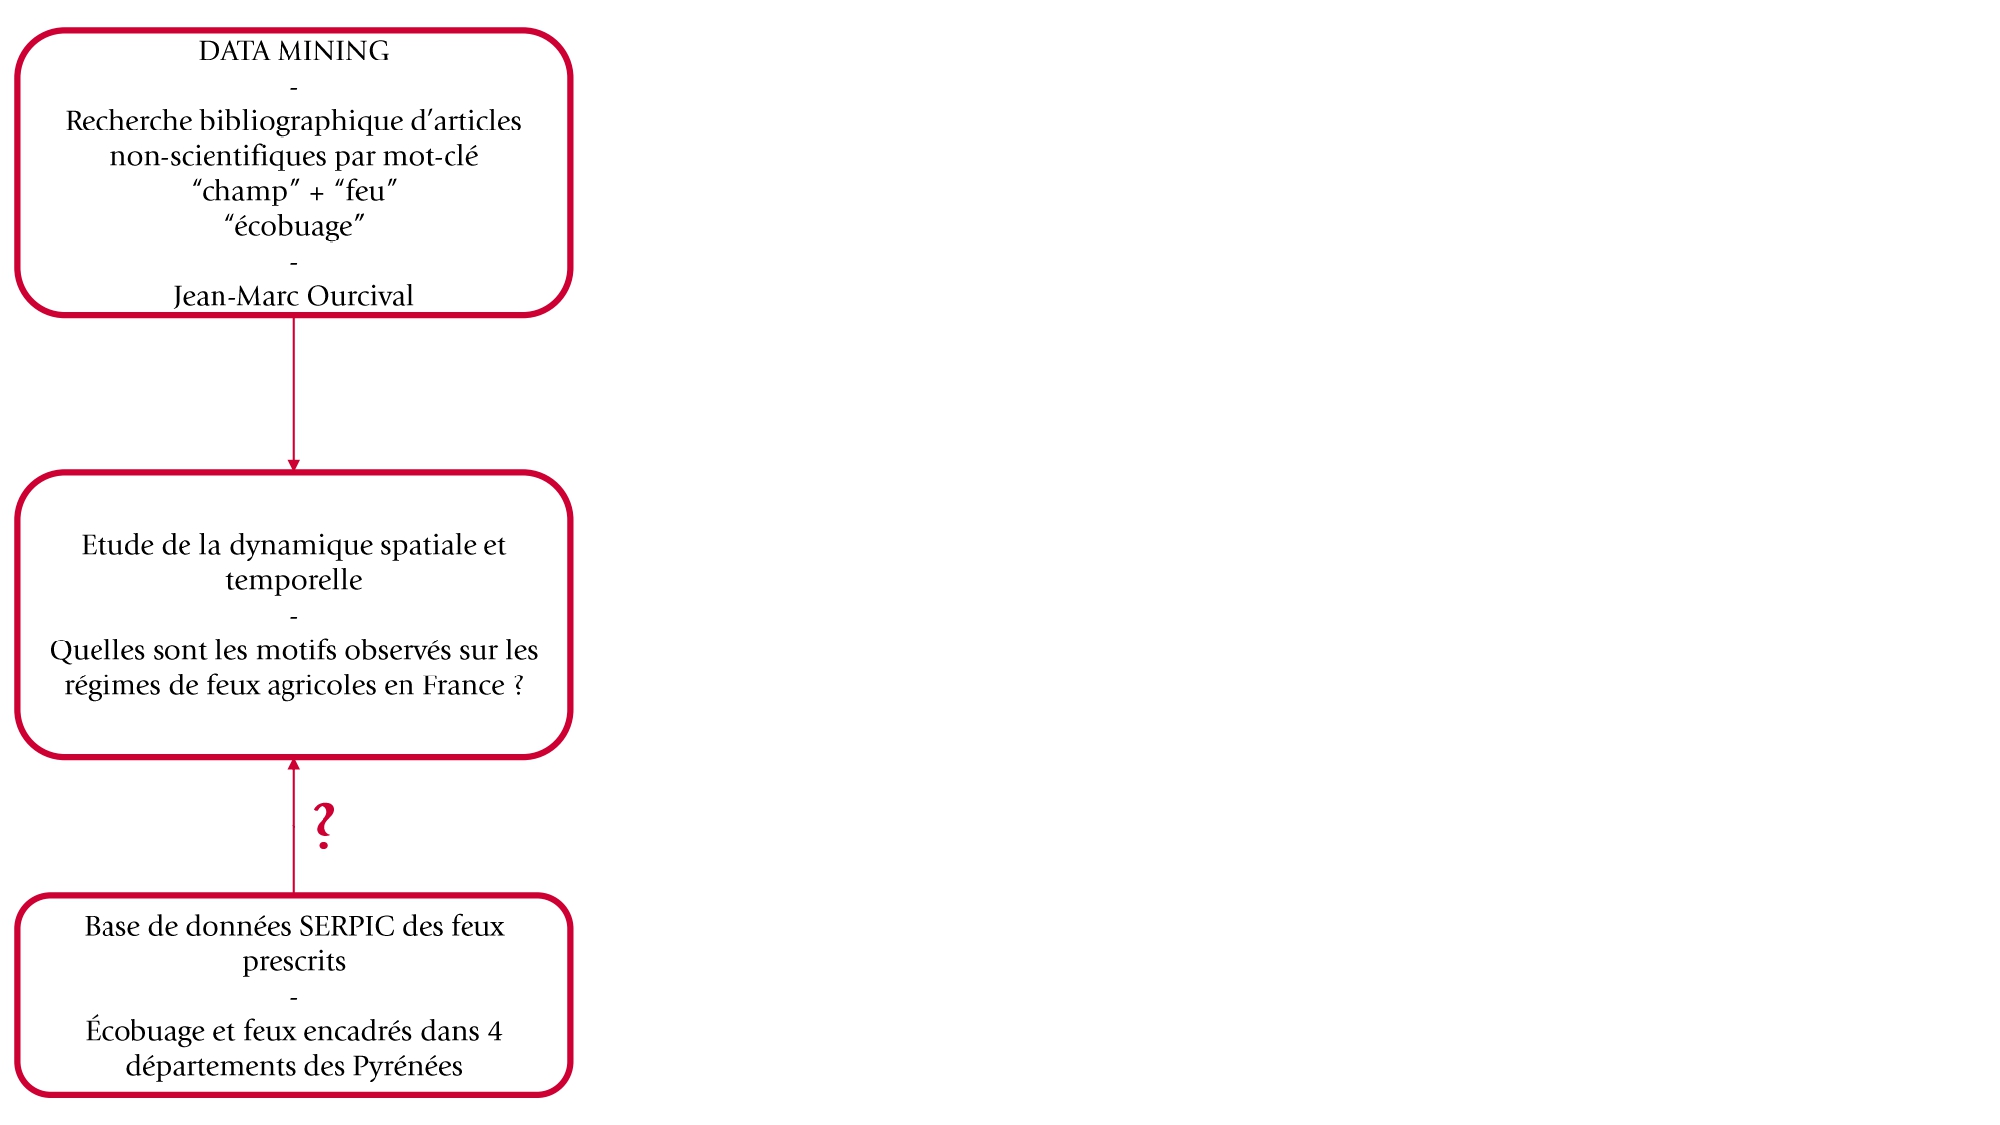 DATA MINING
-
Recherche bibliographique d’articles
non-scientifiques par mot-clé
“champ” + “feu”
“écobuage”
-
Jean-Marc Ourcival
Etude de la dynamique spatiale et
temporelle
-
Quelles sont les motifs observés sur les
régimes de feux agricoles en France ?
?
Base de données SERPIC des feux
prescrits
-
Écobuage et feux encadrés dans 4
départements des Pyrénées